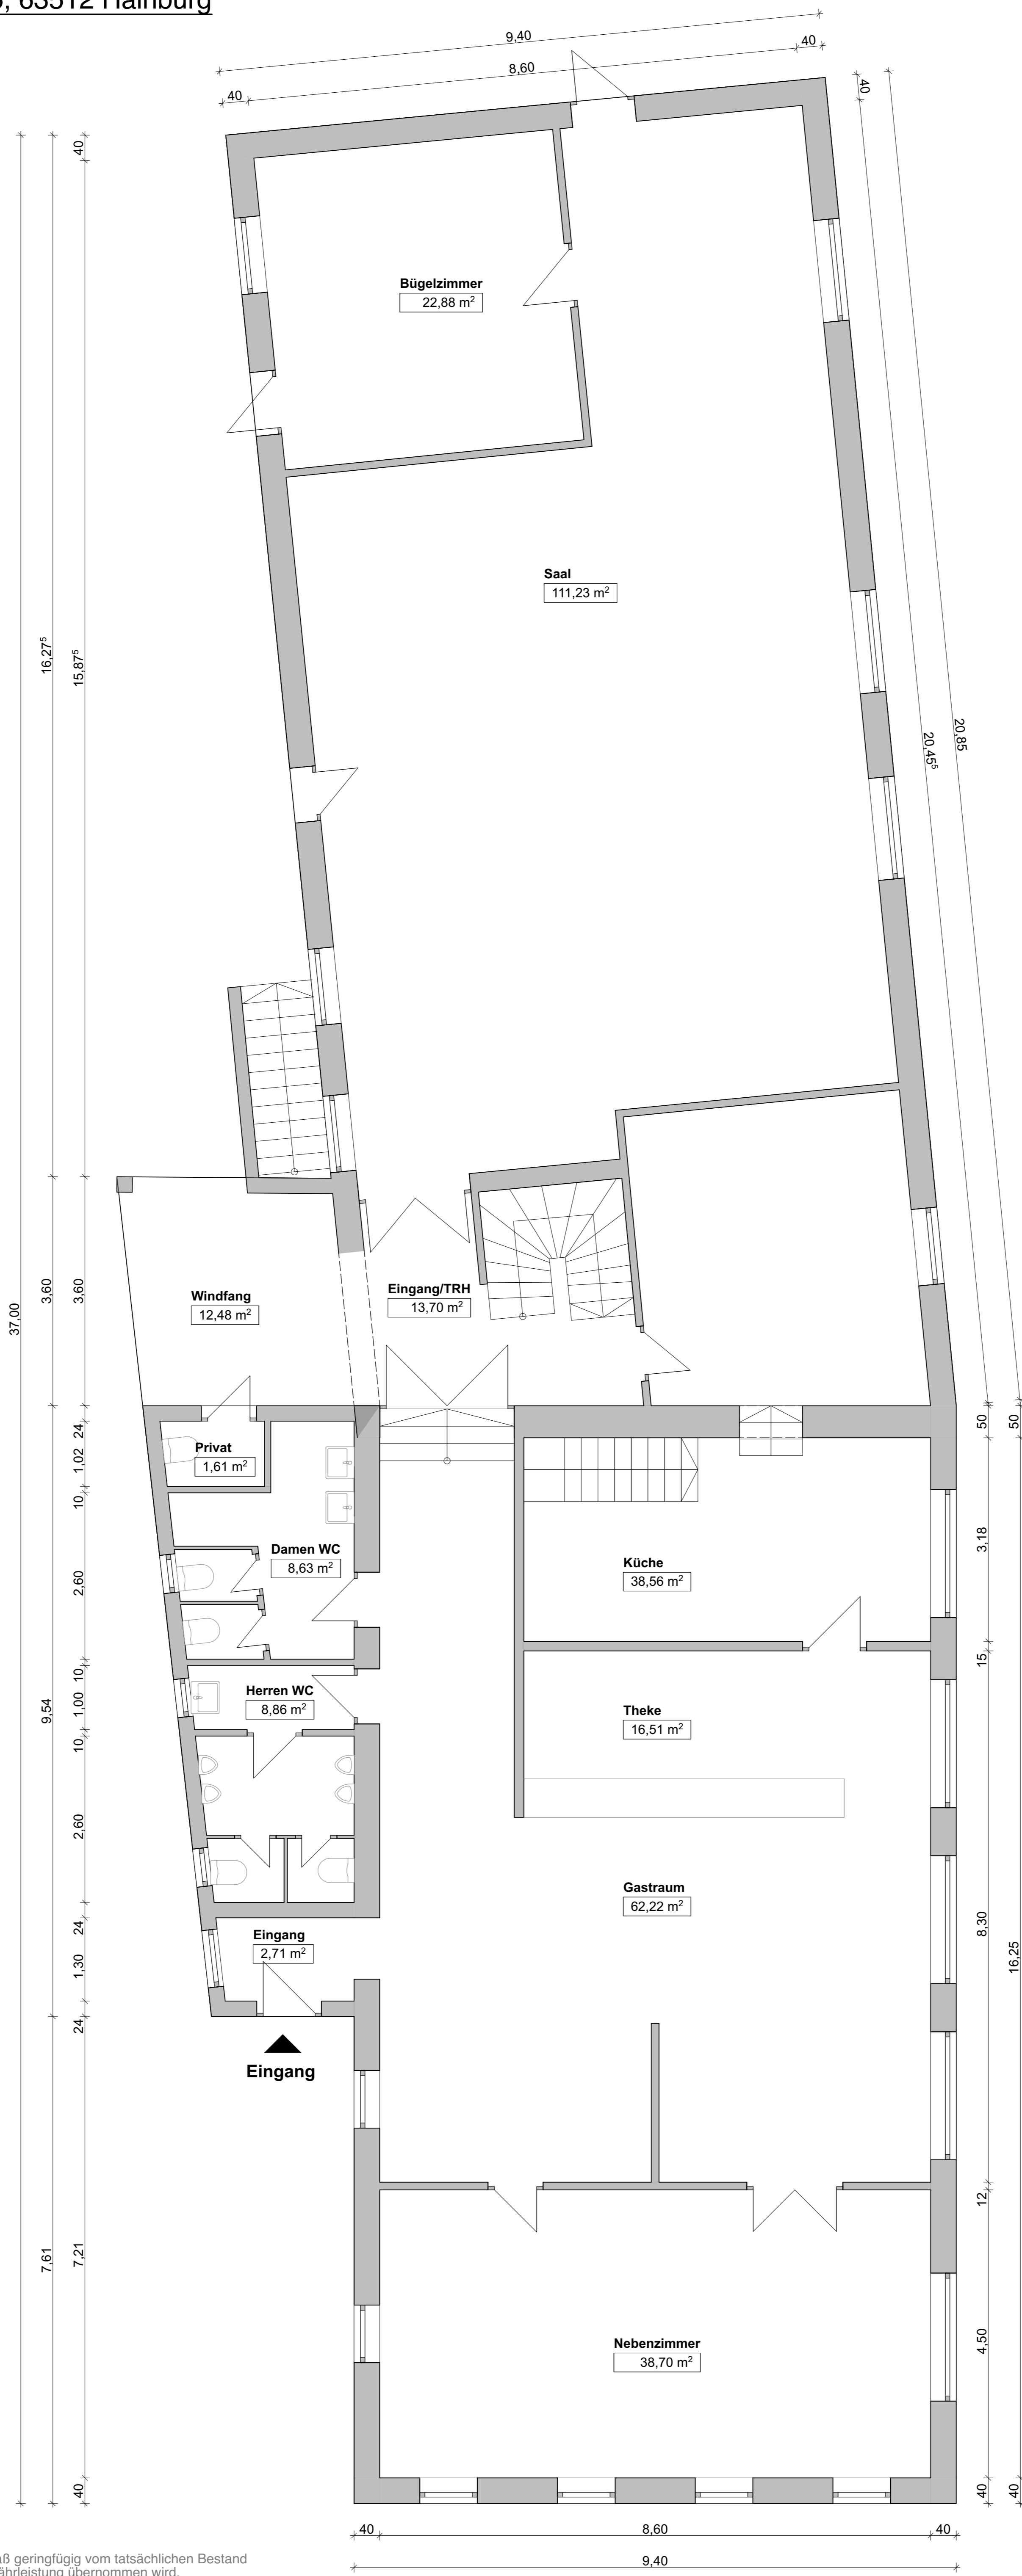 63512 Hainburg
9,40
8,60
40
40
40
40
Bügelzimmer
22,88 m²
Saal
111,23 m²
16,27⁵
15,87⁵
20,45⁵
20,85
37,00
3,60
3,60
Windfang
12,48 m²
Eingang/TRH
13,70 m²
50
50
24
1,02
10
Privat
1,61 m²
2,60
Damen WC
8,63 m²
Küche
38,56 m²
3,18
15
10
1,00
10
9,54
Herren WC
8,86 m²
Theke
16,51 m²
2,60
Gastraum
62,22 m²
8,30
16,25
24
1,30
24
Eingang
2,71 m²
Eingang
7,61
7,21
12
4,50
Nebenzimmer
38,70 m²
40
40
40
40
8,60
40
9,40
geringfügig vom tatsächlichen Bestand
übernommen wird.